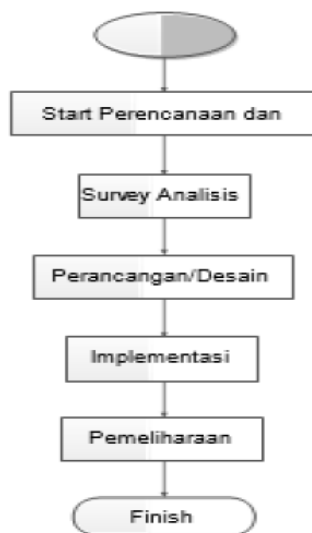 Start Perencanaan dan
Survey Analisis
Perancangan/Desain
Implementasi
Pemeliharaan
Finish